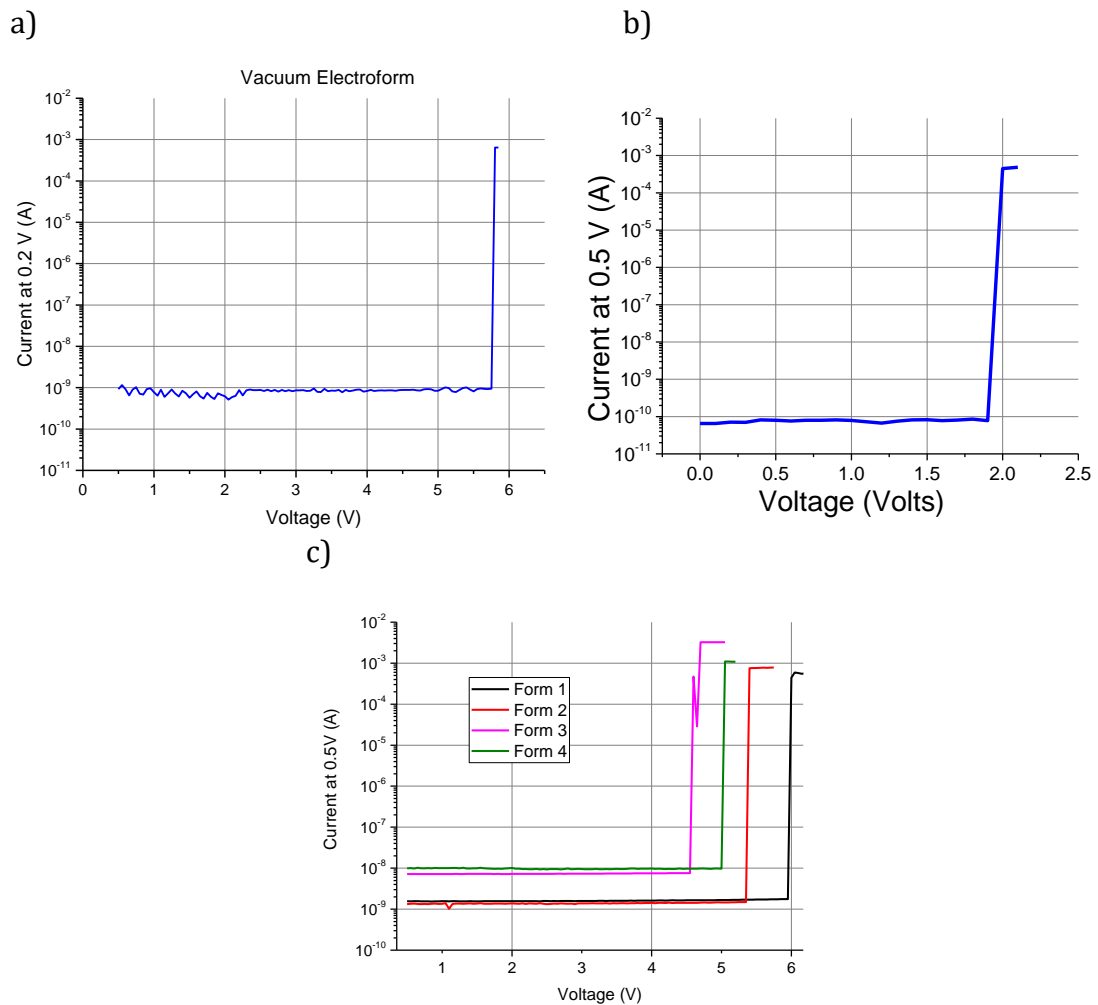 a)
Vacuum Electroform
10⁻²
10⁻³
10⁻⁴
10⁻⁵
10⁻⁶
10⁻⁷
10⁻⁸
10⁻⁹
10⁻¹⁰
10⁻¹¹
Current at 0.2 V (A)
0 1 2 3 4 5 6
Voltage (V)
b)
10⁻²
10⁻³
10⁻⁴
10⁻⁵
10⁻⁶
10⁻⁷
10⁻⁸
10⁻⁹
10⁻¹⁰
10⁻¹¹
Current at 0.5 V (A)
0.0 0.5 1.0 1.5 2.0 2.5
Voltage (Volts)
c)
10⁻²
10⁻³
10⁻⁴
10⁻⁵
10⁻⁶
10⁻⁷
10⁻⁸
10⁻⁹
10⁻¹⁰
Current at 0.5V (A)
Form 1
Form 2
Form 3
Form 4
1 2 3 4 5 6
Voltage (V)